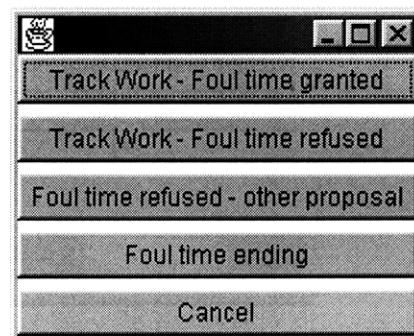 Track Work - Foul time granted
Track Work - Foul time refused
Foul time refused - other proposal
Foul time ending
Cancel